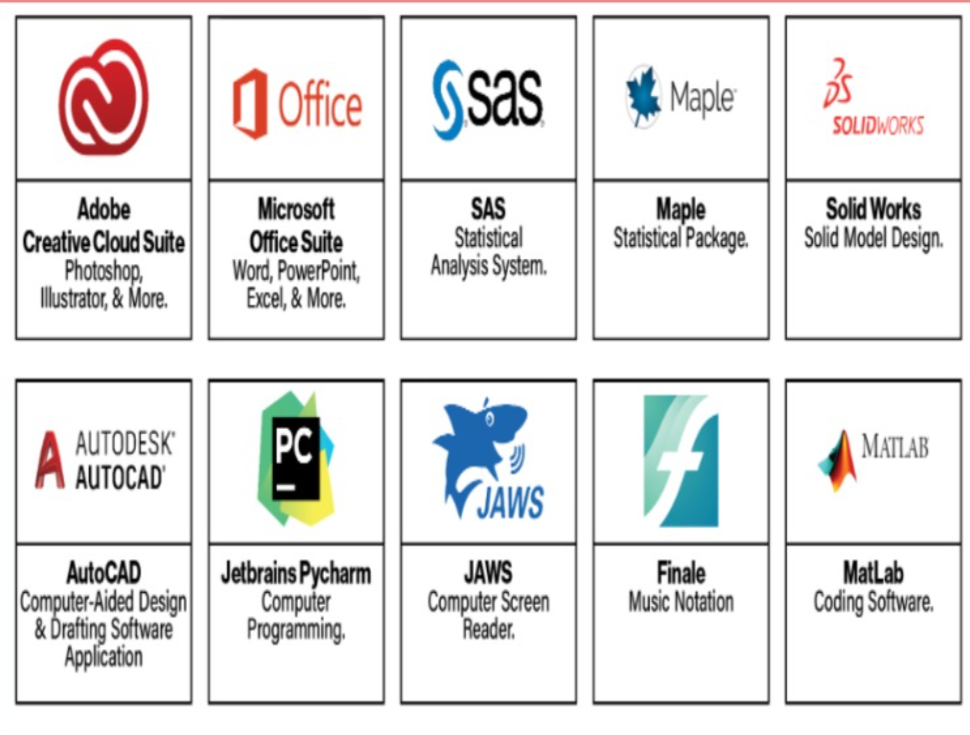 Office
sas
Maple
DS
SOLIDWORKS
Adobe
Creative Cloud Suite
Photoshop,
Illustrator, & More.
Microsoft
Office Suite
Word, PowerPoint,
Excel, & More.
SAS
Statistical
Analysis System.
Maple
Statistical Package.
Solid Works
Solid Model Design.
AUTODESK®
AUTOCAD®
PC
JAWS
f
MATLAB
AutoCAD
Computer-Aided Design
& Drafting Software
Application
Jetbrains Pycharm
Computer
Programming.
JAWS
Computer Screen
Reader.
Finale
Music Notation
MatLab
Coding Software.